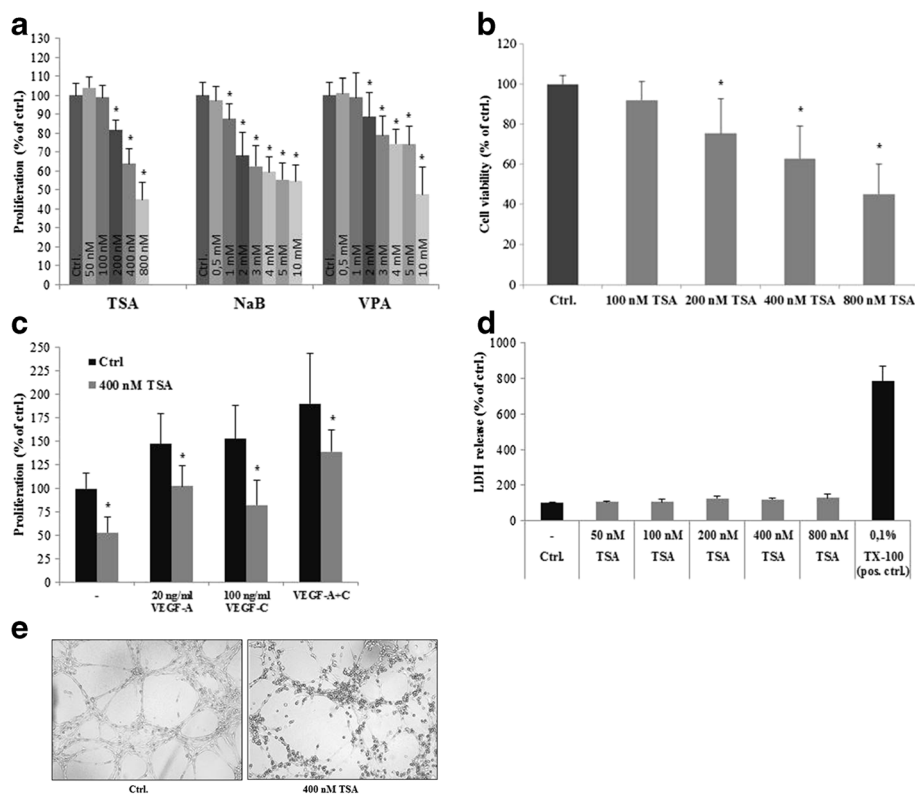 a
Proliferation (% of ctrl.)
130
120
110
100
90
80
70
60
50
40
30
20
10
0
* * *
* * * * * * *
* * * * * *
Ctrl. 50 nM 100 nM 200 nM 400 nM 800 nM
Ctrl. 0,5 mM 1 mM 2 mM 3 mM 4 mM 5 mM 10 mM
Ctrl. 0,5 mM 1 mM 2 mM 3 mM 4 mM 5 mM 10 mM
TSA NaB VPA
b
Cell viability (% of ctrl.)
120
100
80
60
40
20
0
* * *
Ctrl. 100 nM TSA 200 nM TSA 400 nM TSA 800 nM TSA
c
Proliferation (% of ctrl.)
250
225
200
175
150
125
100
75
50
25
0
Ctrl
400 nM TSA
* * * *
- 20 ng/ml 100 ng/ml VEGF-A+C
VEGF-A VEGF-C
d
LDH release (% of ctrl.)
1000
800
600
400
200
0
- 50 nM 100 nM 200 nM 400 nM 800 nM 0,1%
Ctrl. TSA TSA TSA TSA TSA TX-100
(pos. ctrl.)
e
Ctrl. 400 nM TSA